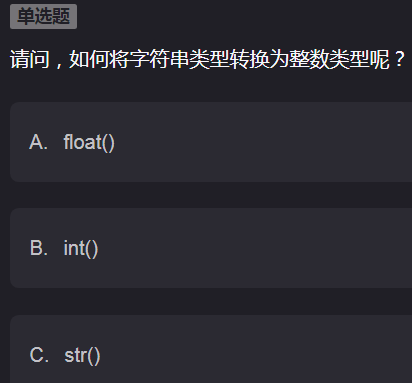 单选题
请问，如何将字符串类型转换为整数类型呢？
A. float()
B. int()
C. str()